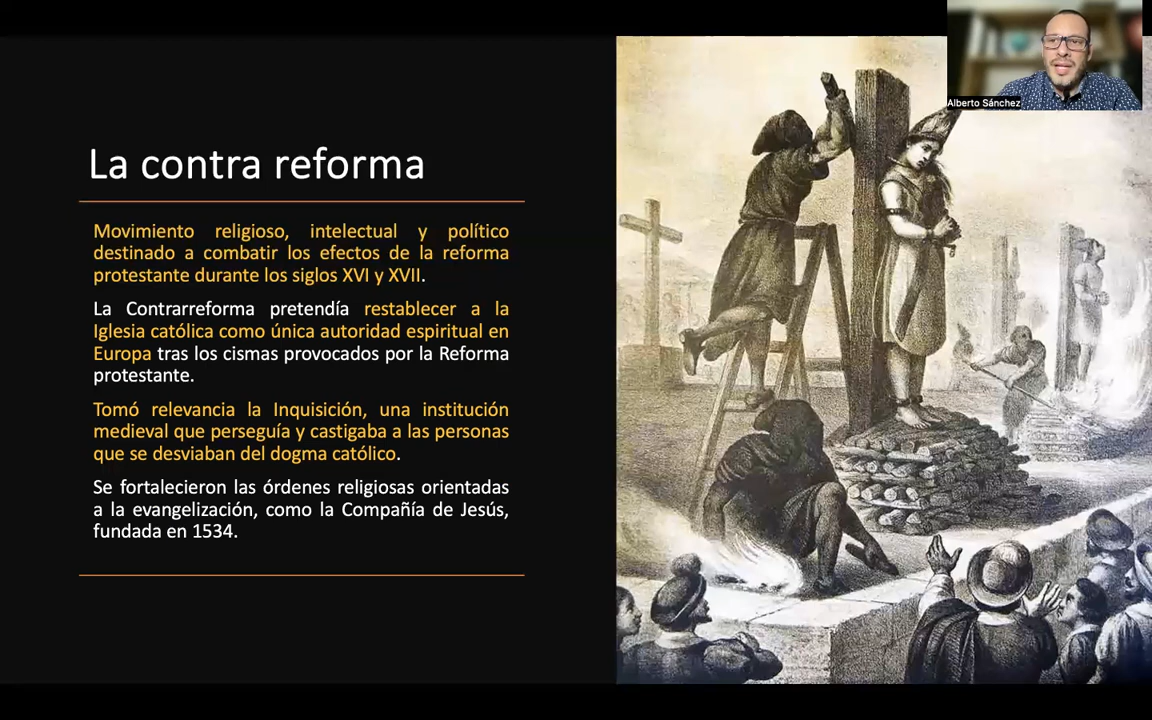 Alberto Sánchez
La contra reforma
Movimiento religioso, intelectual y político
destinado a combatir los efectos de la reforma
protestante durante los siglos XVI y XVII.
La Contrarreforma pretendía restablecer a la
Iglesia católica como única autoridad espiritual en
Europa tras los cismas provocados por la Reforma
protestante.
Tomó relevancia la Inquisición, una institución
medieval que perseguía y castigaba a las personas
que se desviaban del dogma católico.
Se fortalecieron las órdenes religiosas orientadas
a la evangelización, como la Compañía de Jesús,
fundada en 1534.